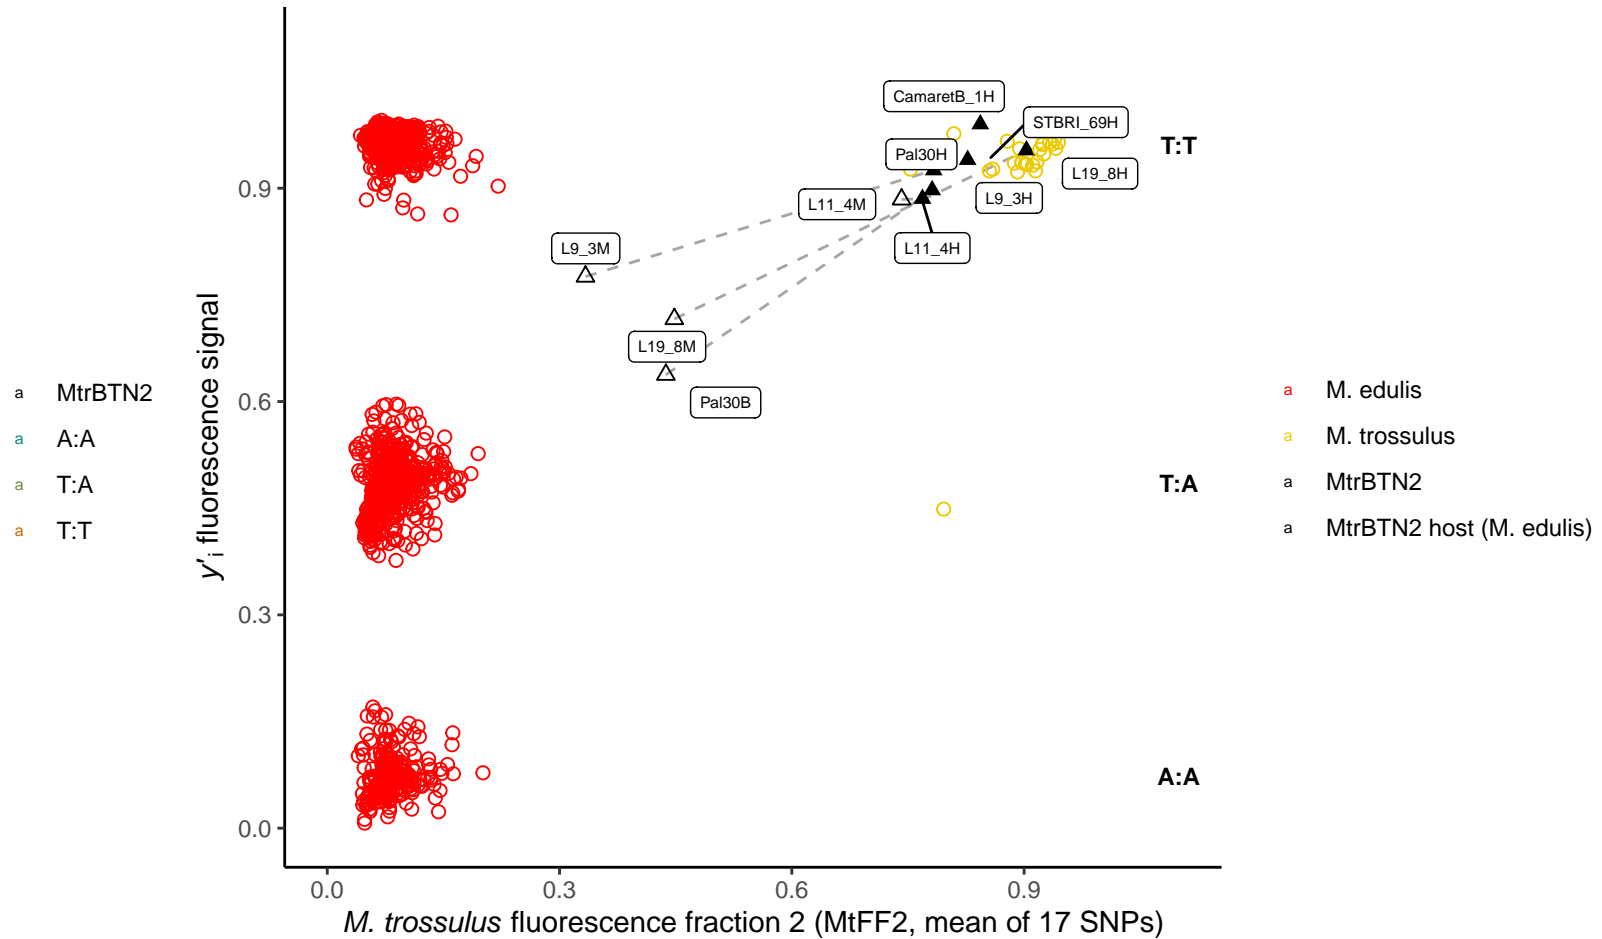 CamaretB_1H
STBRI_69H
Pal30H
L19_8H
L11_4M
L9_3H
L9_3M
L11_4H
L19_8M
Pal30B
T:T
T:A
A:A
0.9
0.6
0.3
0.0
y'i fluorescence signal
0.0
0.3
0.6
0.9
M. trossulus fluorescence fraction 2 (MtFF2, mean of 17 SNPs)
a MtrBTN2
a A:A
a T:A
a T:T
a M. edulis
a M. trossulus
a MtrBTN2
a MtrBTN2 host (M. edulis)